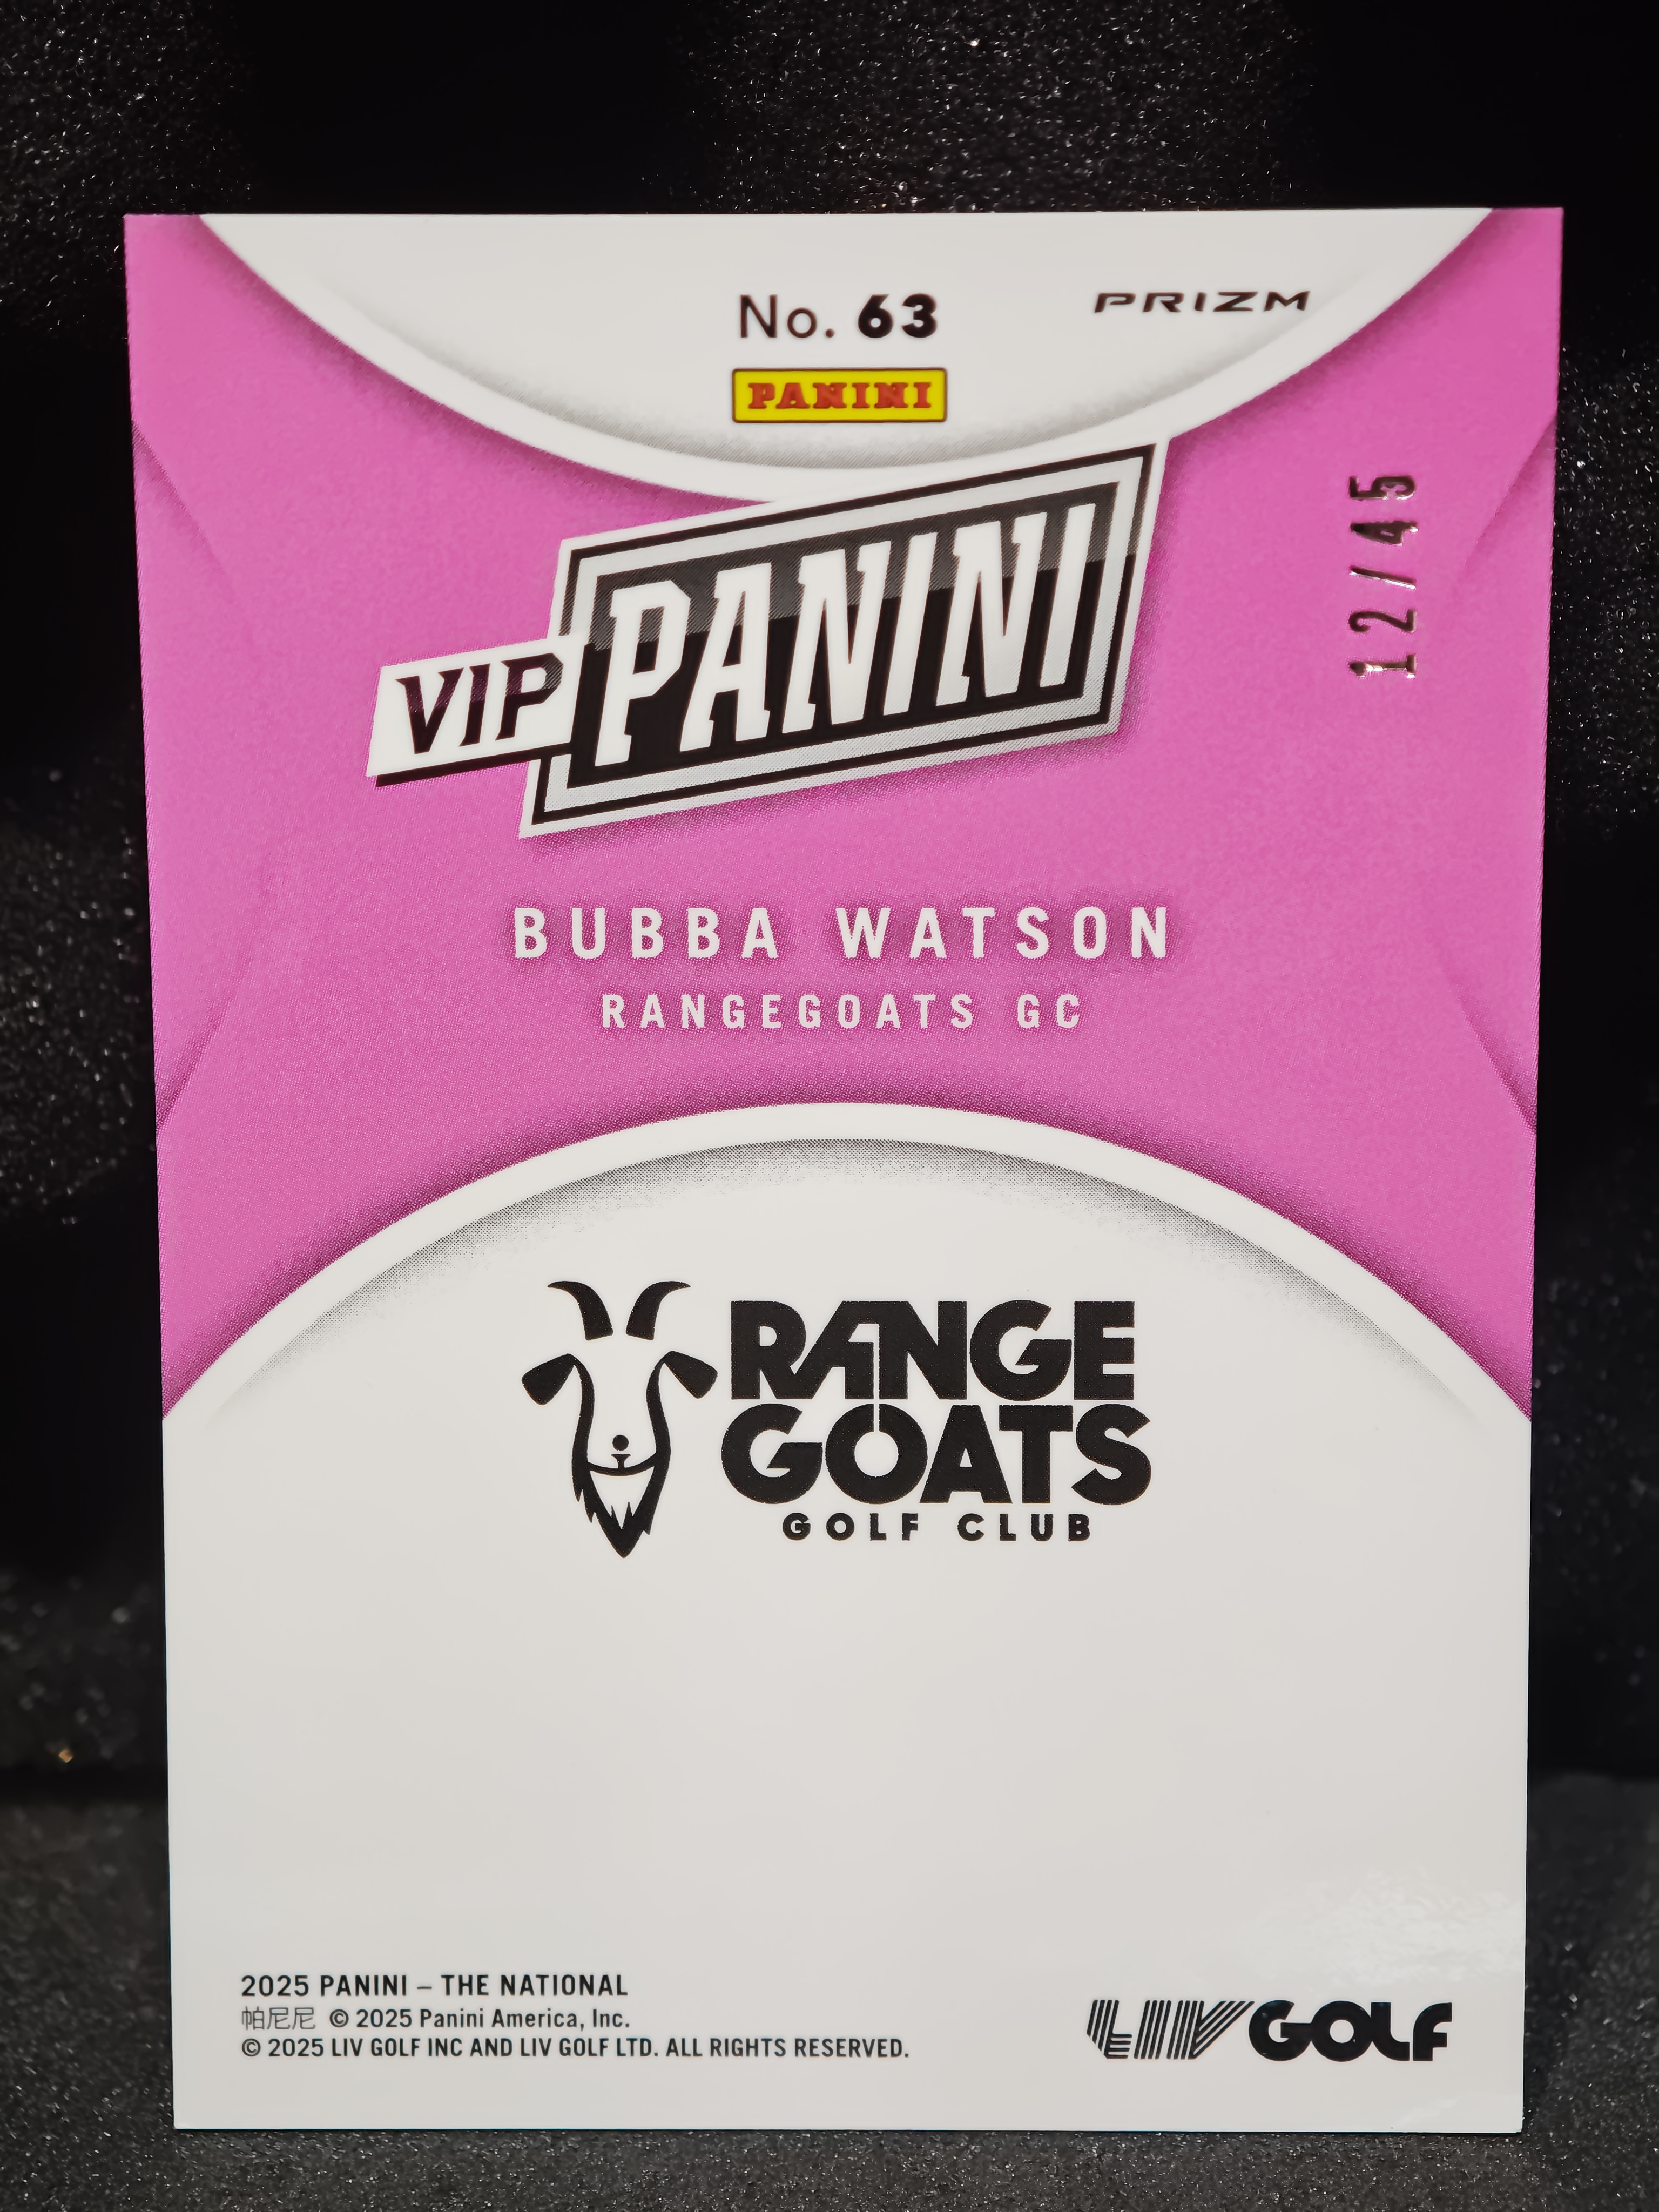 No. 63
PRIZM
PANINI
12/45
VIP PANINI
BUBBA WATSON
RANGEGOATS GC
RANGE
GOATS
GOLF CLUB
2025 PANINI – THE NATIONAL
帕尼尼 © 2025 Panini America, Inc.
© 2025 LIV GOLF INC AND LIV GOLF LTD. ALL RIGHTS RESERVED.
LIV GOLF